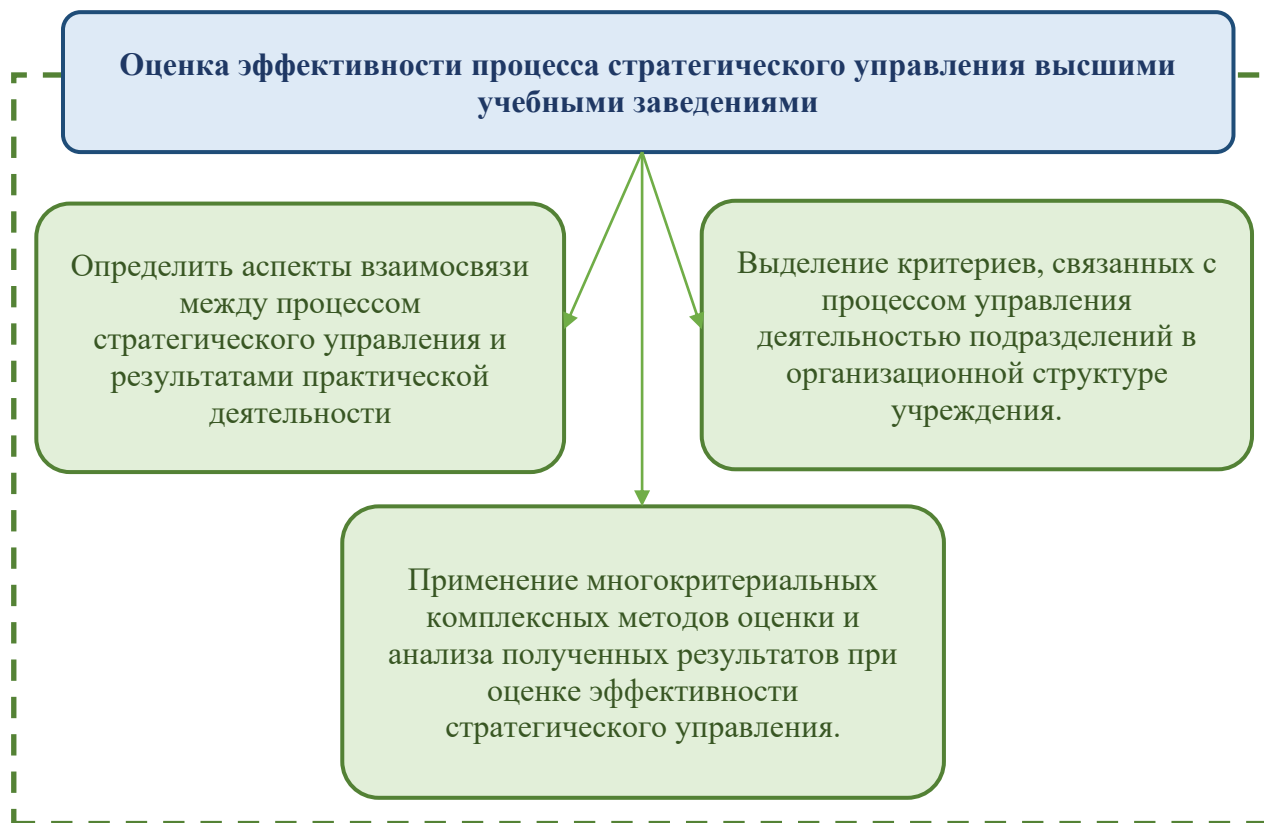 Оценка эффективности процесса стратегического управления высшими
учебными заведениями
Определить аспекты взаимосвязи
между процессом
стратегического управления и
результатами практической
деятельности
Выделение критериев, связанных с
процессом управления
деятельностью подразделений в
организационной структуре
учреждения.
Применение многокритериальных
комплексных методов оценки и
анализа полученных результатов при
оценке эффективности
стратегического управления.